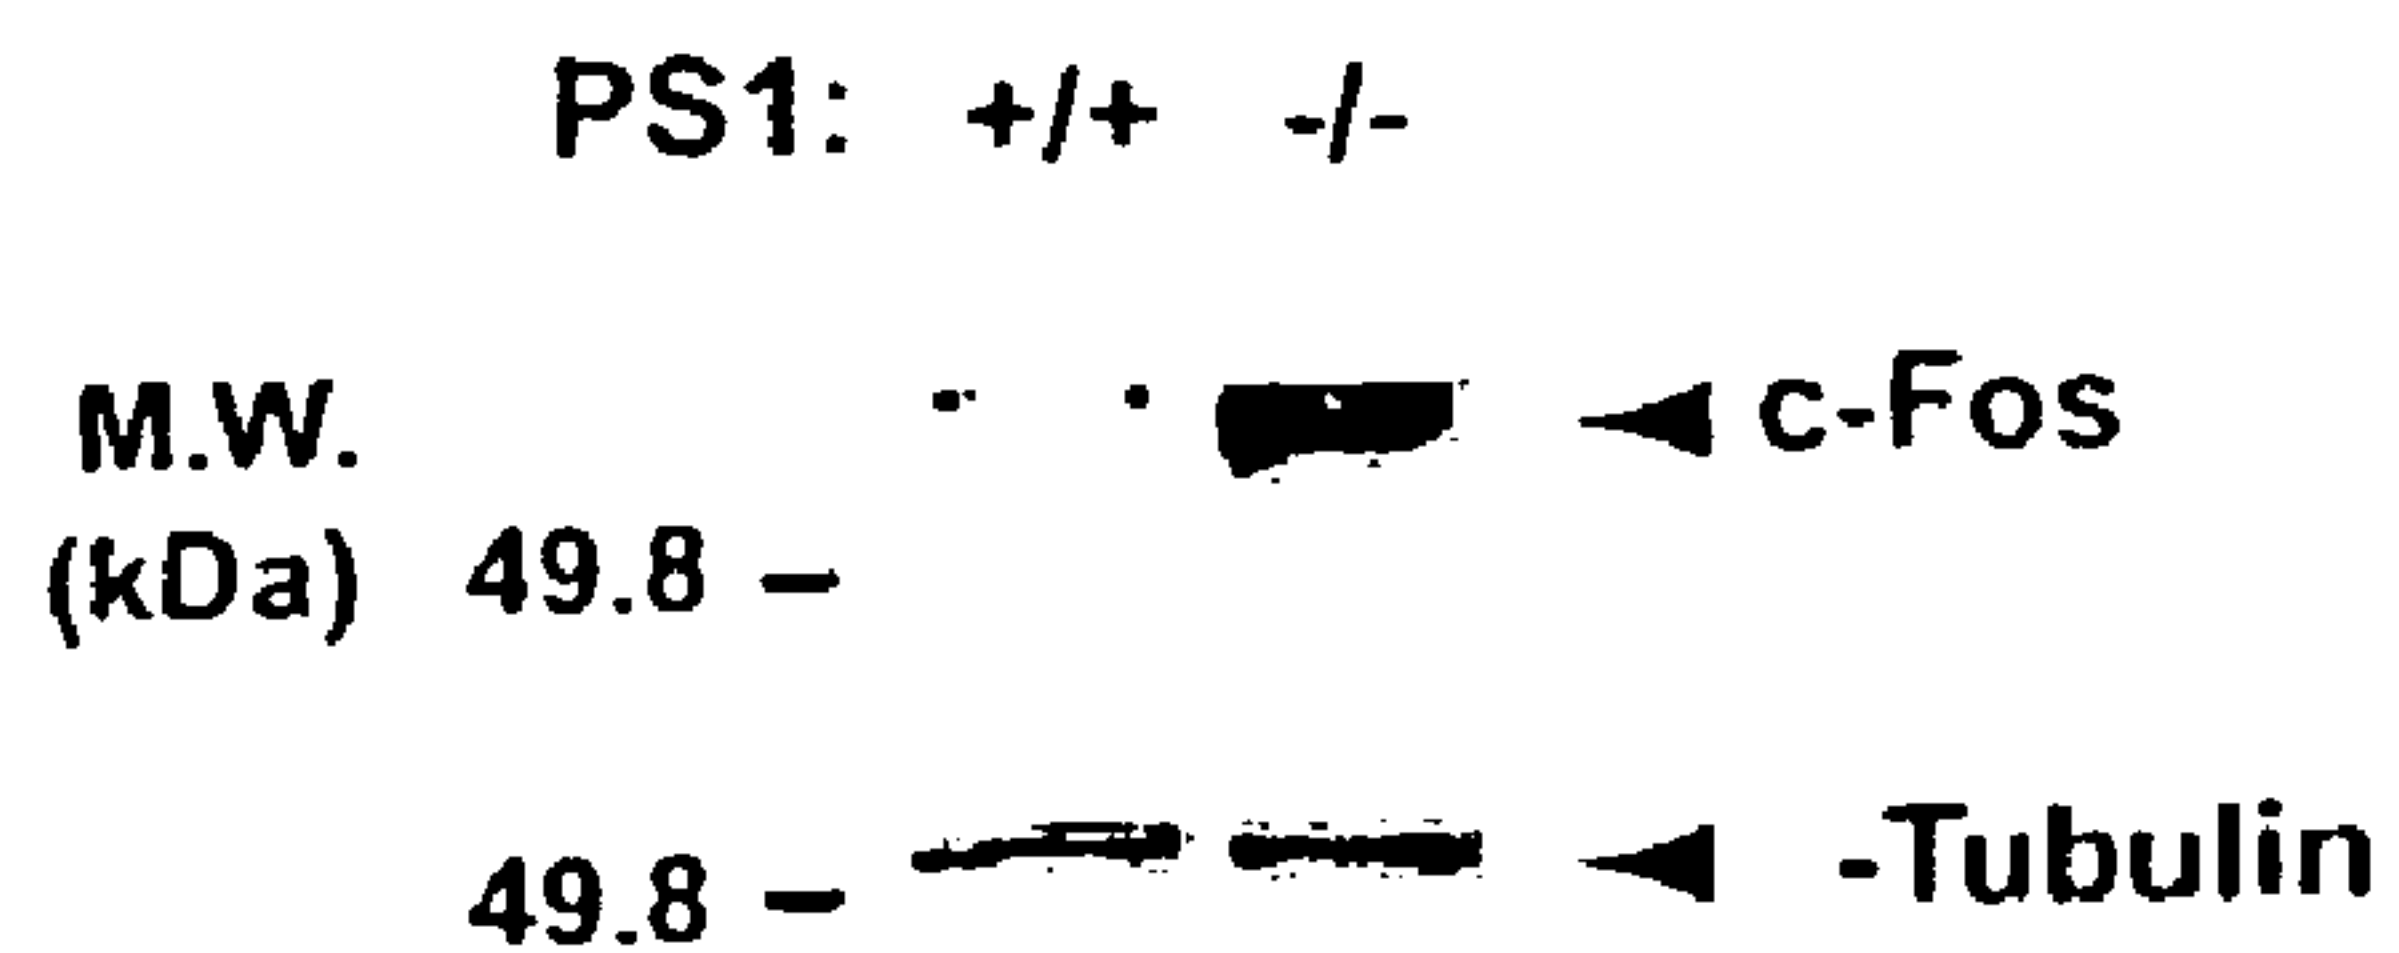 PS1: +/+ -/-
M.W. c-Fos
(kDa) 49.8 –
49.8 – -Tubulin